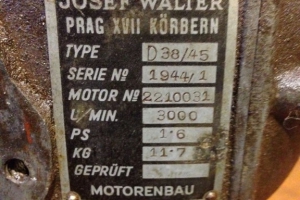 JOSEF WALTER
PRAG XVII KÖRBERN
TYPE D38/45
SERIE No 1944/1
MOTOR No 2210031
U/MIN. 3000
PS 1·6
KG 11·7
GEPRÜFT
MOTORENBAU